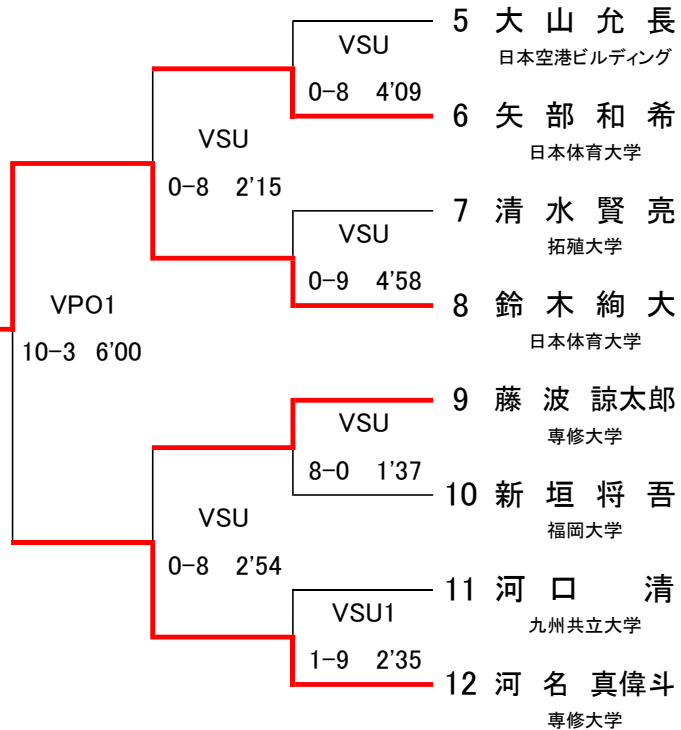 5 大山允長
VSU
日本空港ビルディング
0-8 4'09
6 矢部和希
VSU
日本体育大学
0-8 2'15
7 清水賢亮
VSU
拓殖大学
0-9 4'58
VPO1
8 鈴木絢大
日本体育大学
10-3 6'00
9 藤波諒太郎
VSU
専修大学
8-0 1'37
10 新垣将吾
VSU
福岡大学
0-8 2'54
11 河口清
VSU1
九州共立大学
1-9 2'35
12 河名真偉斗
専修大学